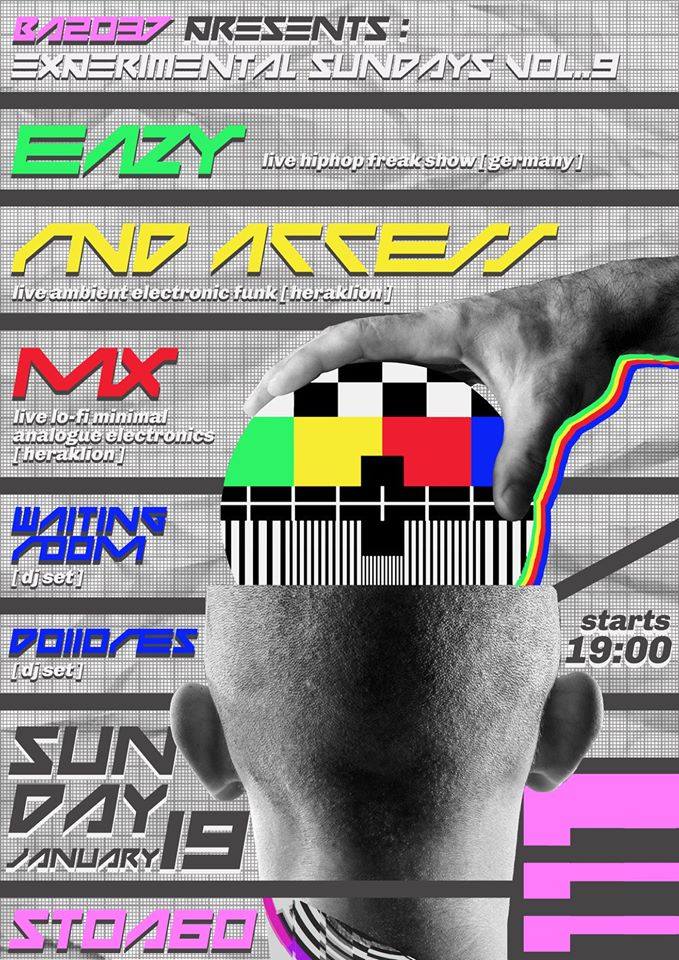 BA2037 PRESENTS :
EXPERIMENTAL SUNDAYS VOL..9
EAZY
live hiphop freak show [ germany ]
RND ACCESS
live ambient electronic funk [ heraklion ]
MX
live lo-fi minimal
analogue electronics
[ heraklion ]
WAITING
ROOM
[ dj set ]
DOLLORES
[ dj set ]
starts
19:00
SUN
DAY
JANUARY 19
STOA60